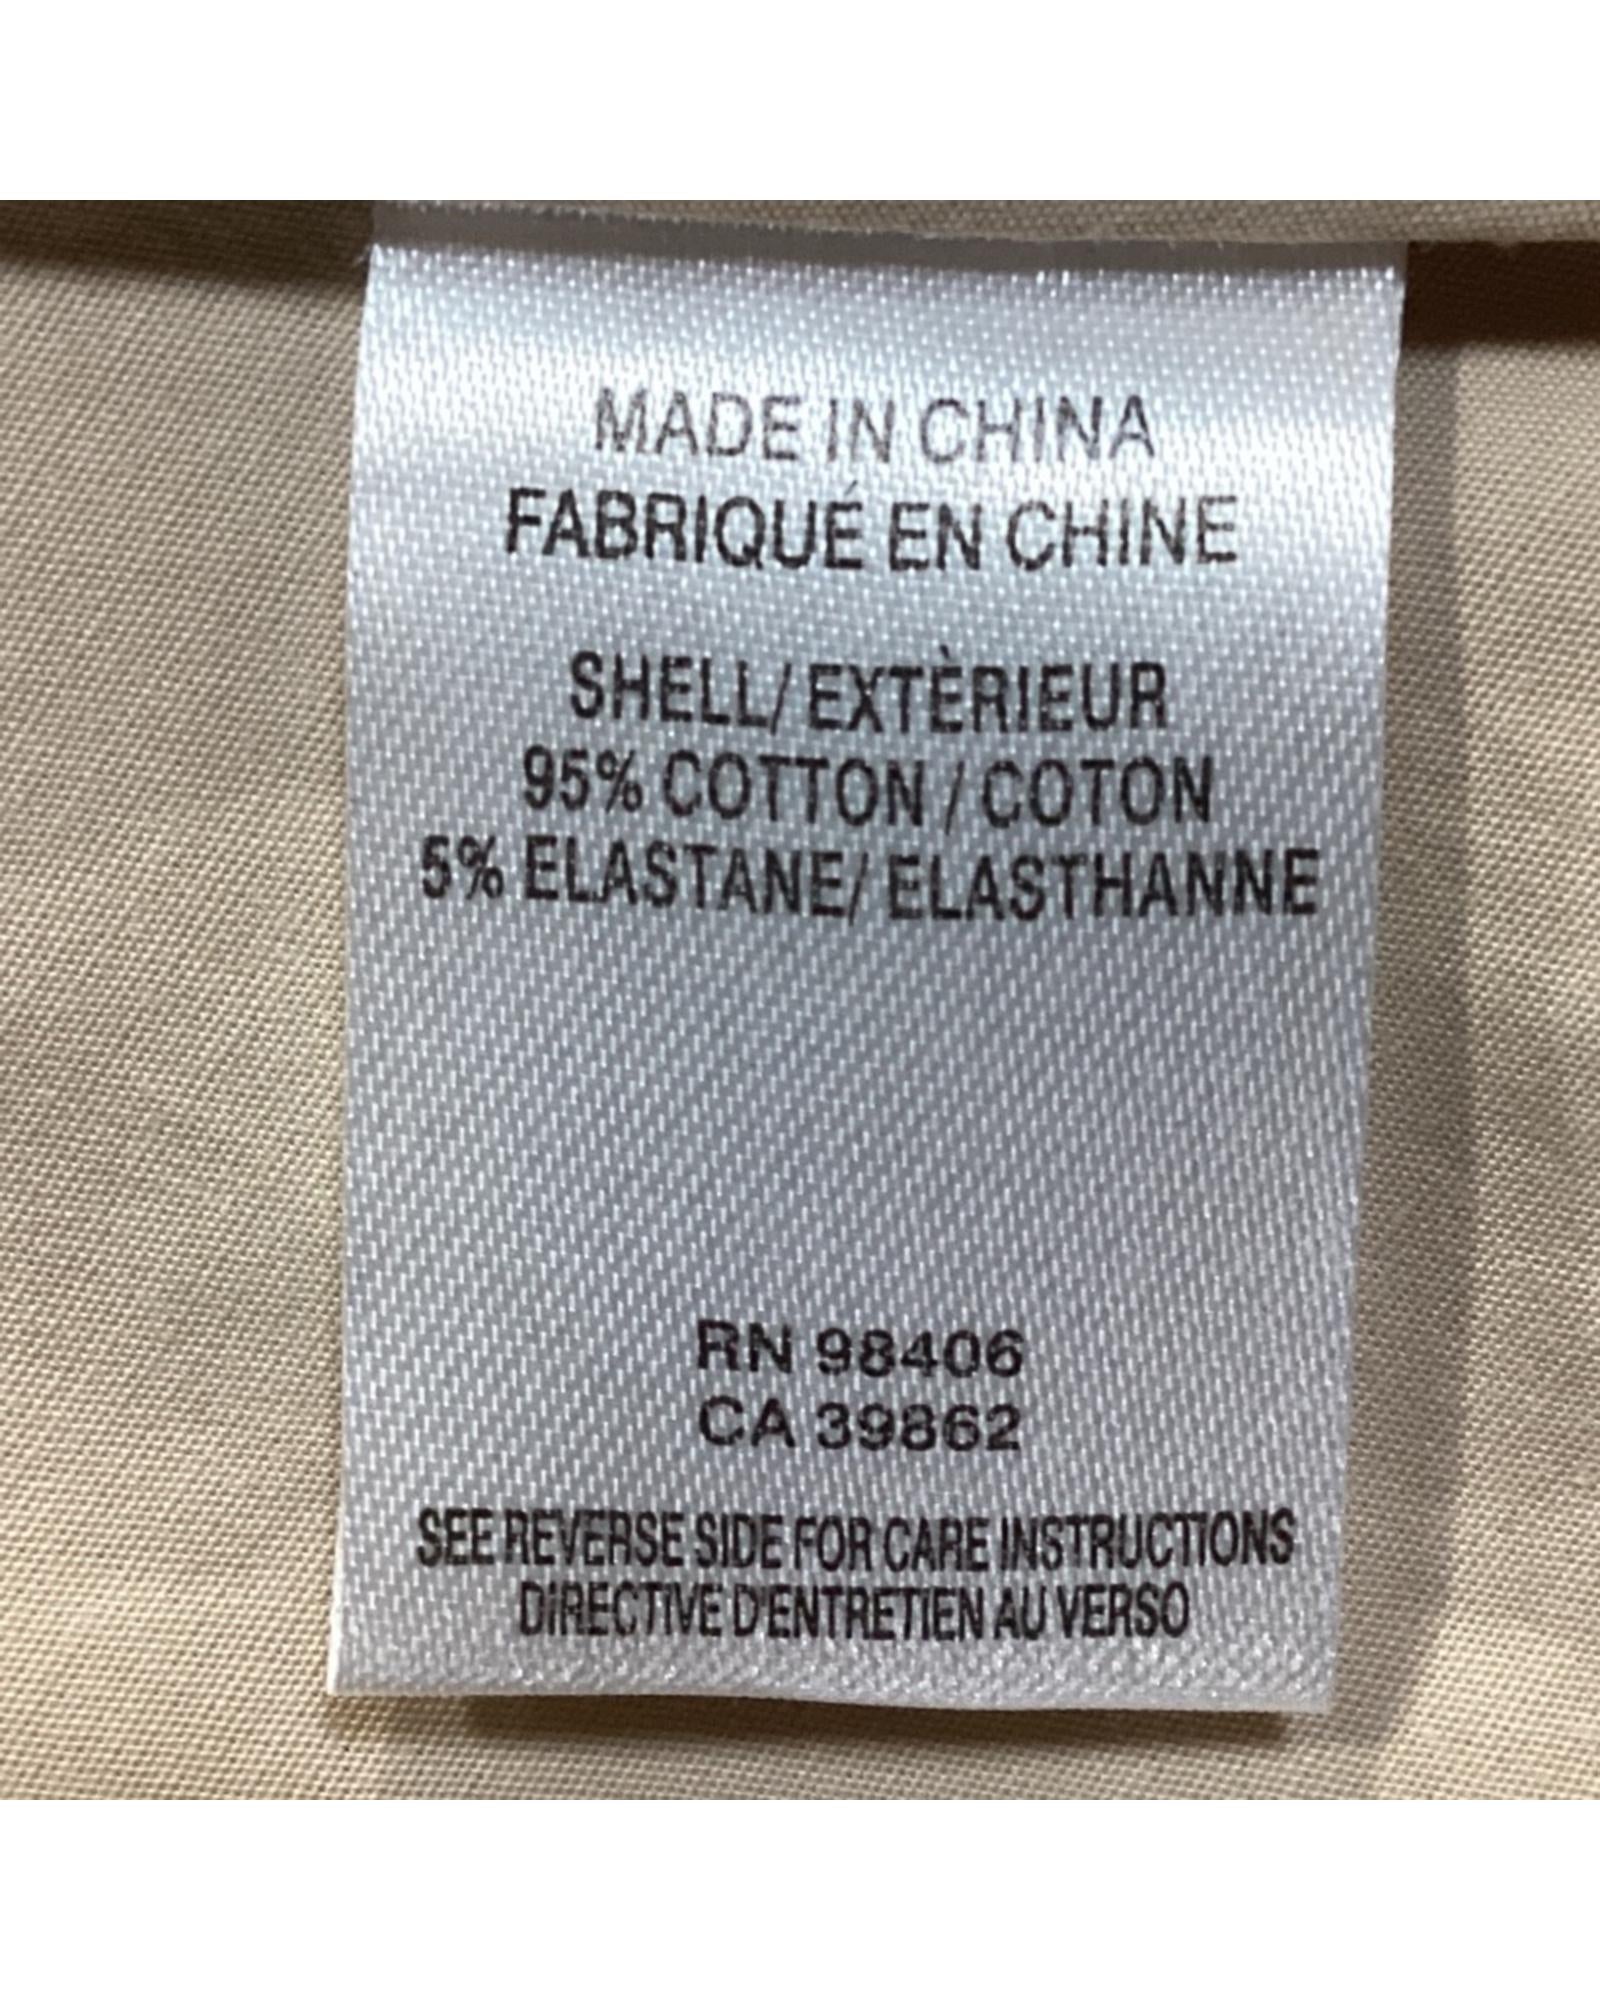 MADE IN CHINA
FABRIQUÉ EN CHINE
SHELL/ EXTÈRIEUR
95% COTTON / COTON
5% ELASTANE/ ELASTHANNE
RN 98406
CA 39862
SEE REVERSE SIDE FOR CARE INSTRUCTIONS
DIRECTIVE D'ENTRETIEN AU VERSO